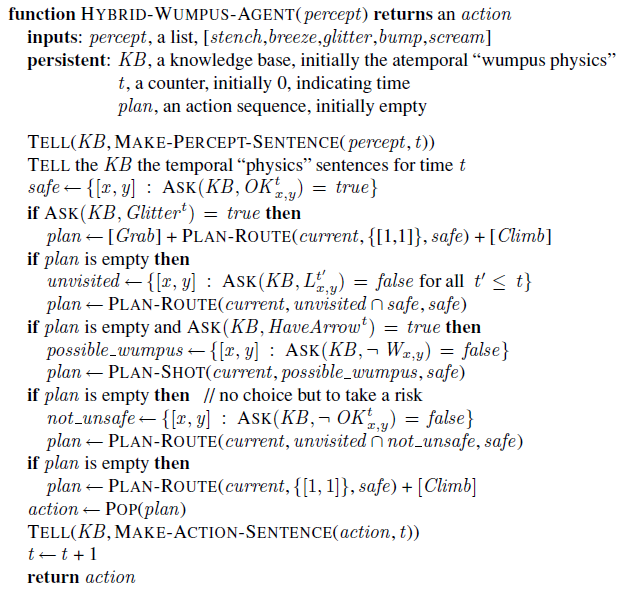 function HYBRID-WUMPUS-AGENT(percept) returns an action
inputs: percept, a list, [stench,breeze,glitter,bump,scream]
persistent: KB, a knowledge base, initially the atemporal “wumpus physics”
t, a counter, initially 0, indicating time
plan, an action sequence, initially empty
TELL(KB, MAKE-PERCEPT-SENTENCE(percept, t))
TELL the KB the temporal “physics” sentences for time t
safe ← {[x, y] : ASK(KB, OK^t_{x,y}) = true}
if ASK(KB, Glitter^t) = true then
plan ← [Grab] + PLAN-ROUTE(current, {[1,1]}, safe) + [Climb]
if plan is empty then
unvisited ← {[x, y] : ASK(KB, L^{t'}_{x,y}) = false for all t' ≤ t}
plan ← PLAN-ROUTE(current, unvisited ∩ safe, safe)
if plan is empty and ASK(KB, HaveArrow^t) = true then
possible_wumpus ← {[x, y] : ASK(KB, ¬ W_{x,y}) = false}
plan ← PLAN-SHOT(current, possible_wumpus, safe)
if plan is empty then // no choice but to take a risk
not_unsafe ← {[x, y] : ASK(KB, ¬ OK^t_{x,y}) = false}
plan ← PLAN-ROUTE(current, unvisited ∩ not_unsafe, safe)
if plan is empty then
plan ← PLAN-ROUTE(current, {[1, 1]}, safe) + [Climb]
action ← POP(plan)
TELL(KB, MAKE-ACTION-SENTENCE(action, t))
t ← t + 1
return action